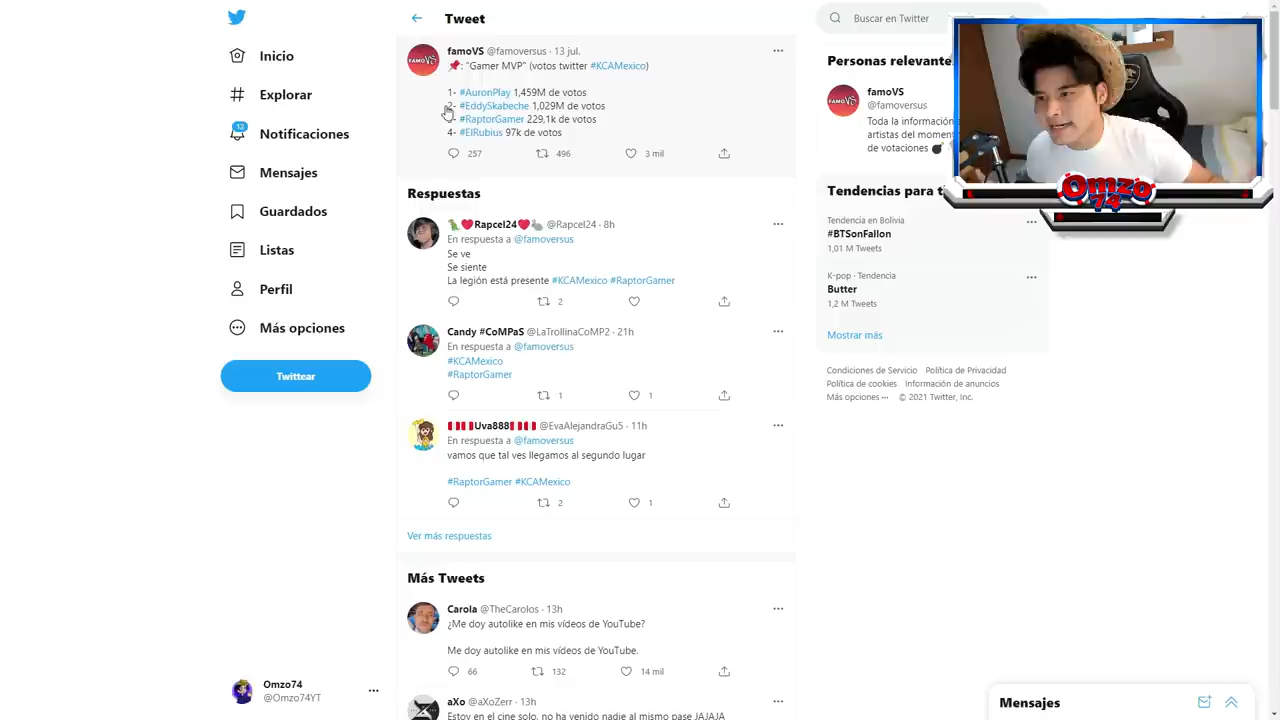 Inicio
Explorar
12
Notificaciones
Mensajes
Guardados
Listas
Perfil
Más opciones
Twittear
Omzo74
@Omzo74YT
Tweet
FAMOVS
famoVS @famoversus · 13 jul.
📌: "Gamer MVP" (votos twitter #KCAMexico)
1- #AuronPlay 1,459M de votos
2- #EddySkabeche 1,029M de votos
- #RaptorGamer 229,1k de votos
4- #ElRubius 97k de votos
257 496 3 mil
Respuestas
🦖❤️Rapcel24❤️🦕 @Rapcel24 · 8h
En respuesta a @famoversus
Se ve
Se siente
La legión está presente #KCAMexico #RaptorGamer
2
Candy #CoMPaS @LaTrollinaCoMP2 · 21h
En respuesta a @famoversus
#KCAMexico
#RaptorGamer
1 1
🇵🇪🇵🇪🇵🇪Uva888🇵🇪🇵🇪🇵🇪 @EvaAlejandraGu5 · 11h
En respuesta a @famoversus
vamos que tal ves llegamos al segundo lugar
#RaptorGamer #KCAMexico
2 1
Ver más respuestas
Más Tweets
Carola @TheCarolos · 13h
¿Me doy autolike en mis vídeos de YouTube?
Me doy autolike en mis vídeos de YouTube.
66 132 14 mil
aXo @aXoZerr · 13h
Estoy en el cine solo, no ha venido nadie al mismo pase JAJAJA
Buscar en Twitter
Personas relevante
FAMOVS
famoVS
@famoversus
Toda la información
artistas del momen
de votaciones 💣
Tendencias para t
Tendencia en Bolivia
#BTSonFallon
1,01 M Tweets
K-pop · Tendencia
Butter
1,2 M Tweets
Mostrar más
Condiciones de Servicio Política de Privacidad
Política de cookies Información de anuncios
Más opciones ··· © 2021 Twitter, Inc.
Omzo
74
Mensajes